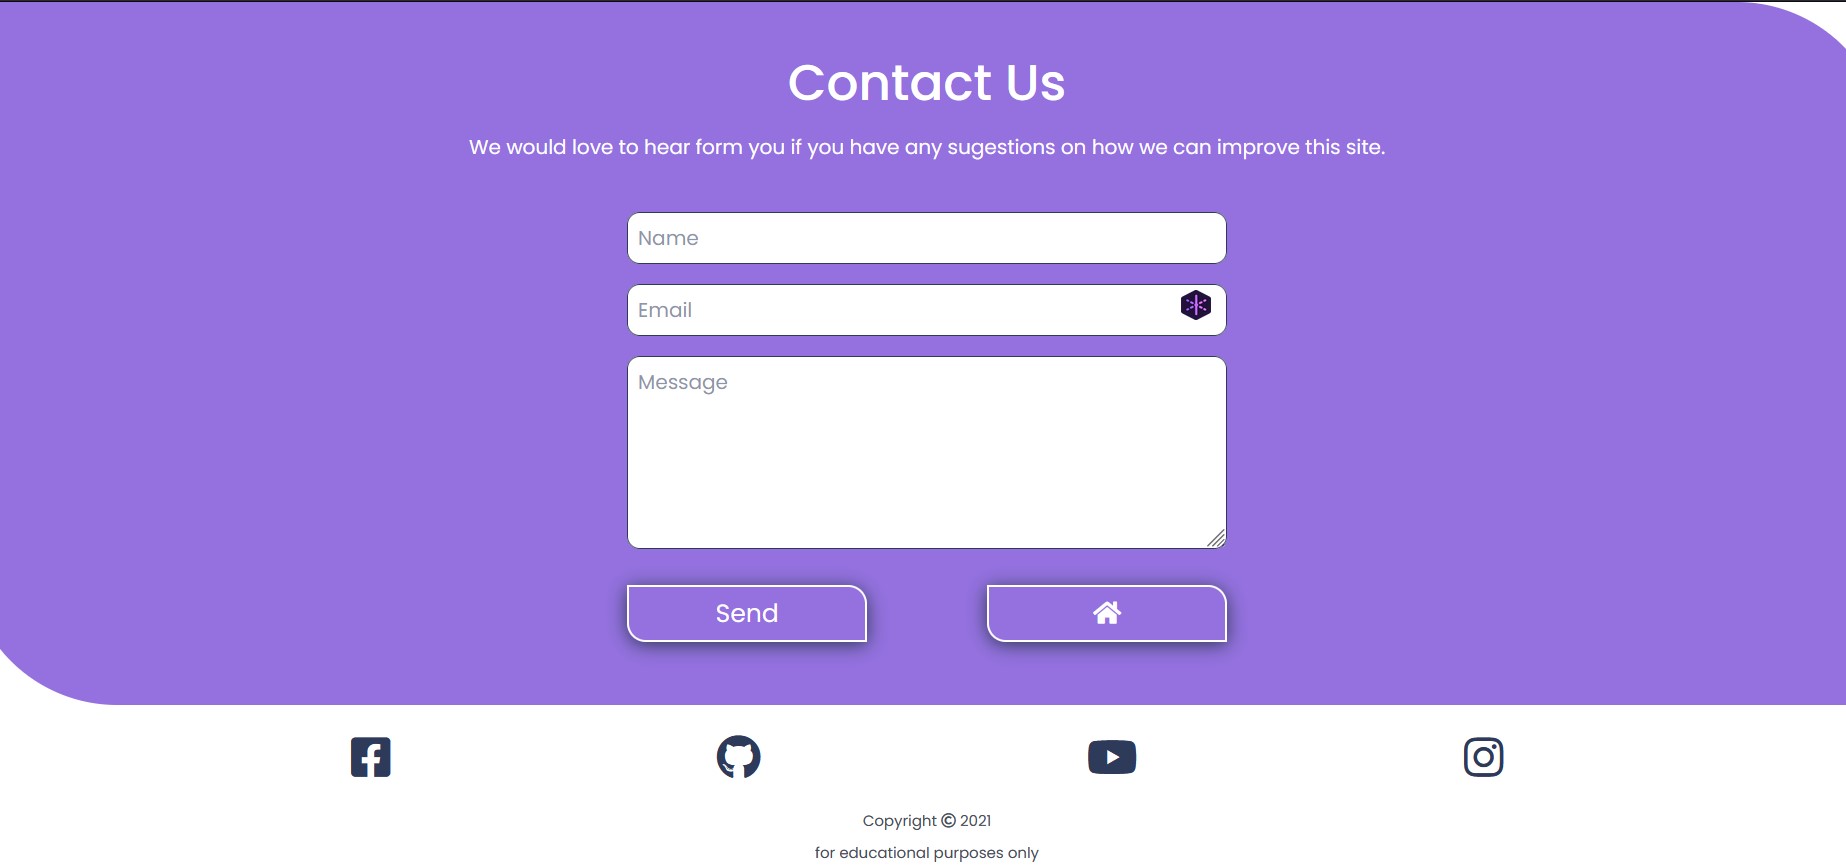 Contact Us
We would love to hear form you if you have any sugestions on how we can improve this site.
Name
Email
Message
Send
Copyright © 2021
for educational purposes only